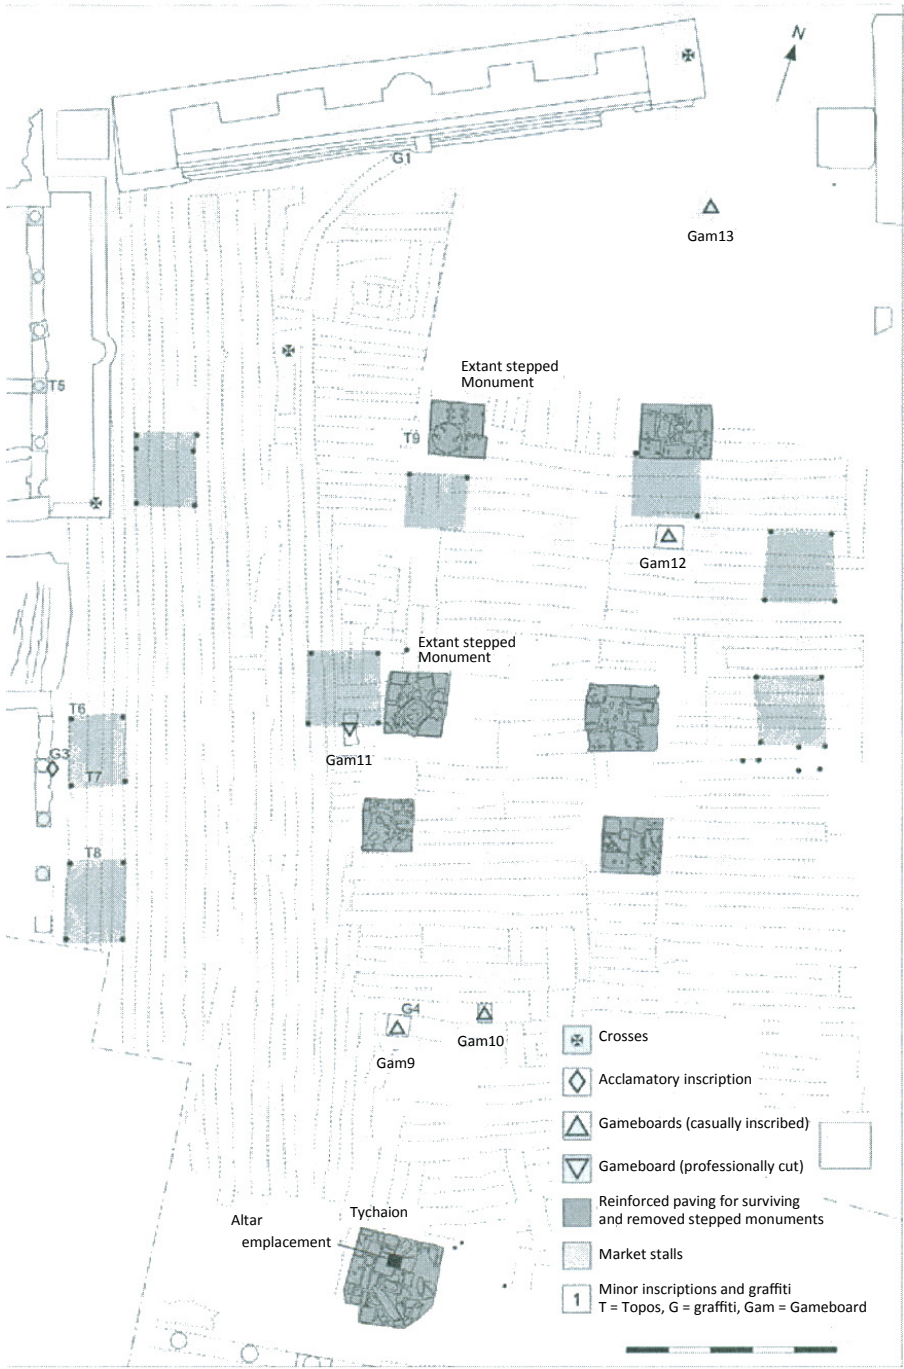 N
G1
Gam13
T5
Extant stepped
Monument
T9
Gam12
Extant stepped
Monument
T6
G3
T7
Gam11
T8
G4
Gam10
Gam9
Crosses
Acclamatory inscription
Gameboards (casually inscribed)
Gameboard (professionally cut)
Reinforced paving for surviving
and removed stepped monuments
Market stalls
1
Minor inscriptions and graffiti
T = Topos, G = graffiti, Gam = Gameboard
Altar
emplacement
Tychaion